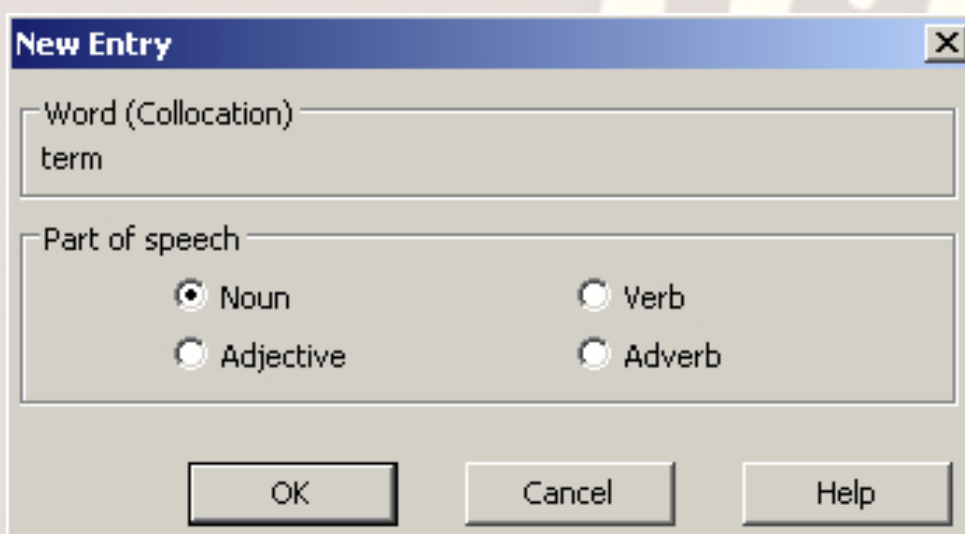 New Entry
Word (Collocation)
term
Part of speech
Noun Verb
Adjective Adverb
OK Cancel Help